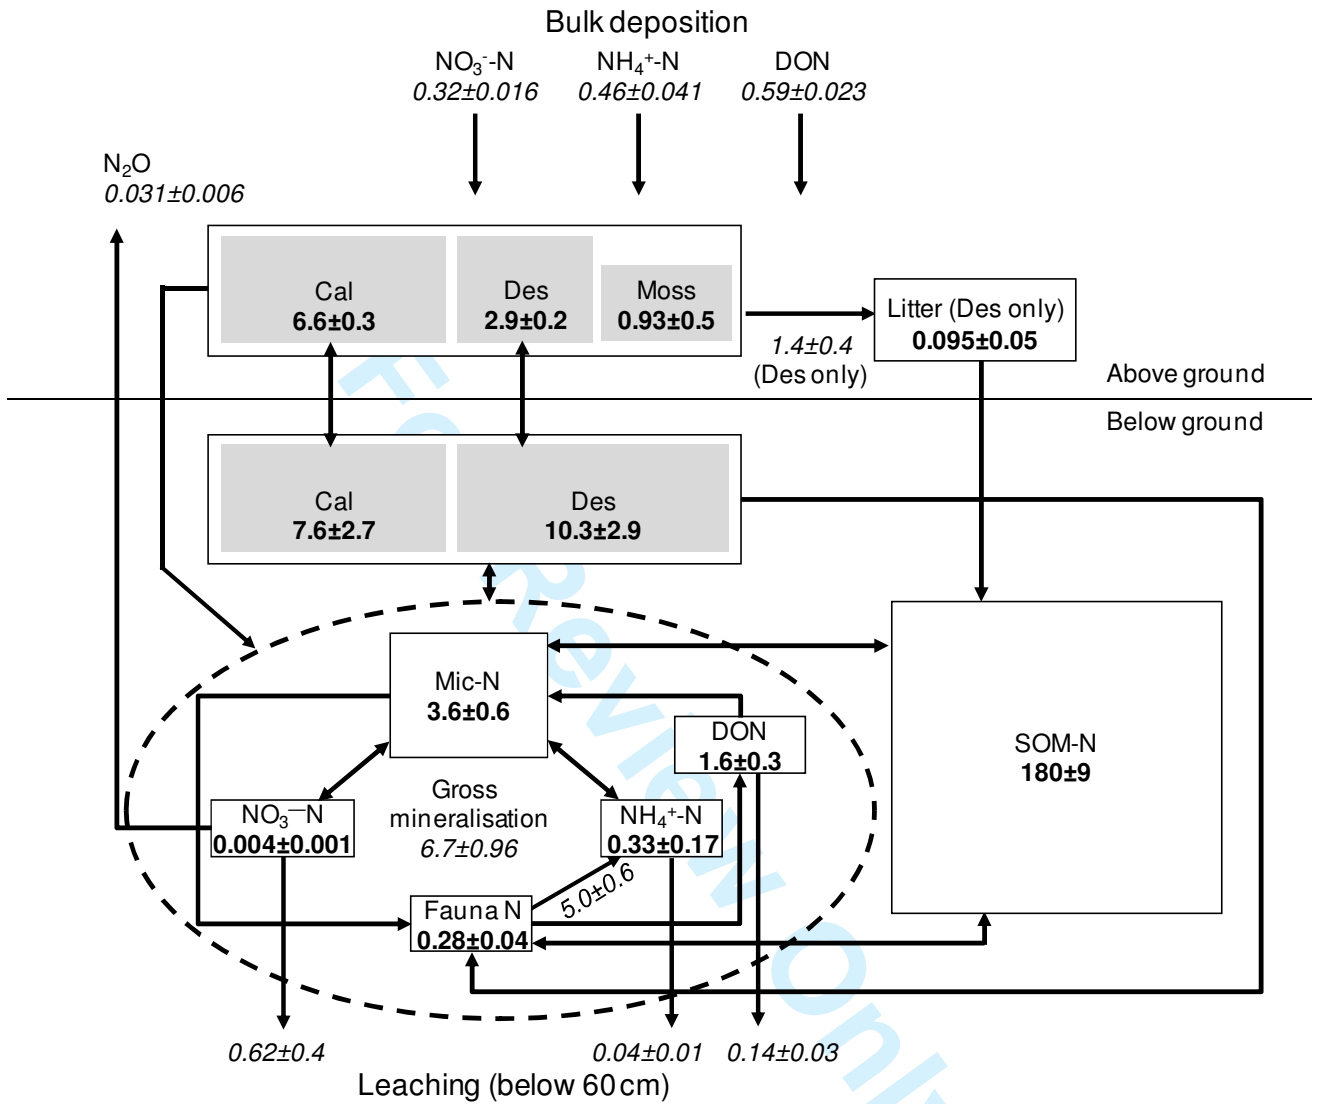 Bulk deposition
NO₃⁻-N NH₄⁺-N DON
0.32±0.016 0.46±0.041 0.59±0.023
N₂O
0.031±0.006
Cal Des Moss
6.6±0.3 2.9±0.2 0.93±0.5
Litter (Des only)
0.095±0.05
1.4±0.4
(Des only)
Above ground
Below ground
Cal Des
7.6±2.7 10.3±2.9
Mic-N
3.6±0.6
DON
1.6±0.3
SOM-N
180±9
Gross
mineralisation
6.7±0.96
NO₃⁻–N
0.004±0.001
NH₄⁺-N
0.33±0.17
5.0±0.6
Fauna N
0.28±0.04
0.62±0.4 0.04±0.01 0.14±0.03
Leaching (below 60 cm)
For Review Only